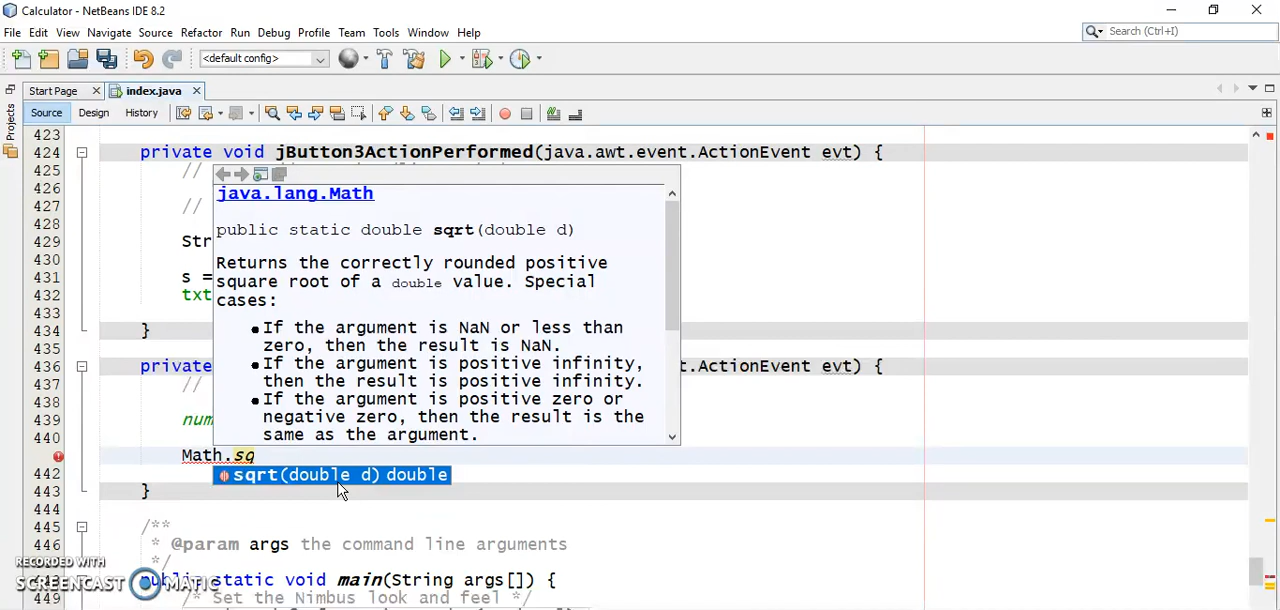 Calculator - NetBeans IDE 8.2
File Edit View Navigate Source Refactor Run Debug Profile Team Tools Window Help
Search (Ctrl+I)
<default config>
Start Page
index.java
Projects
Source Design History
423
424 private void jButton3ActionPerformed(java.awt.event.ActionEvent evt) {
425 //
426
427 //
428
429 Str
430
431 s =
432 txt
433
434 }
435
436 private t.ActionEvent evt) {
437 //
438
439 num
440
Math.sq
442
443 }
445 /**
446 * @param args the command line arguments
*/
public static void main(String args[]) {
449 /* Set the Nimbus look and feel */
java.lang.Math
public static double sqrt(double d)
Returns the correctly rounded positive
square root of a double value. Special
cases:
If the argument is NaN or less than
zero, then the result is NaN.
If the argument is positive infinity,
then the result is positive infinity.
If the argument is positive zero or
negative zero, then the result is the
same as the argument.
sqrt(double d) double
RECORDED WITH
SCREENCAST MATIC